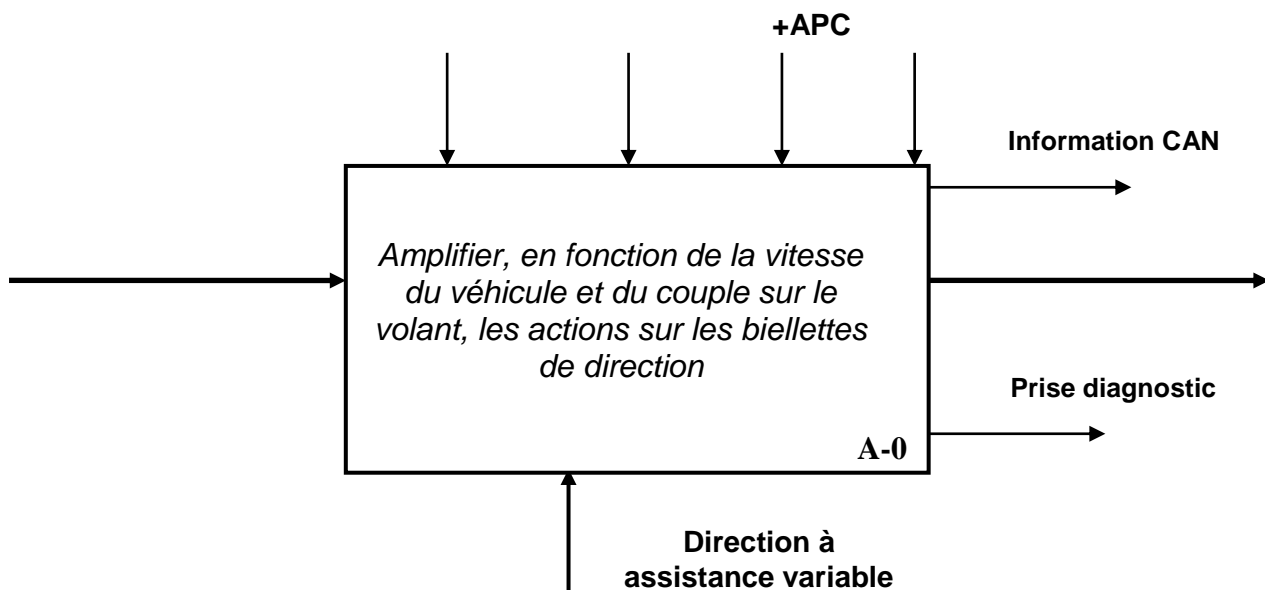 +APC
Information CAN
Amplifier, en fonction de la vitesse
du véhicule et du couple sur le
volant, les actions sur les biellettes
de direction
Prise diagnostic
A-0
Direction à
assistance variable